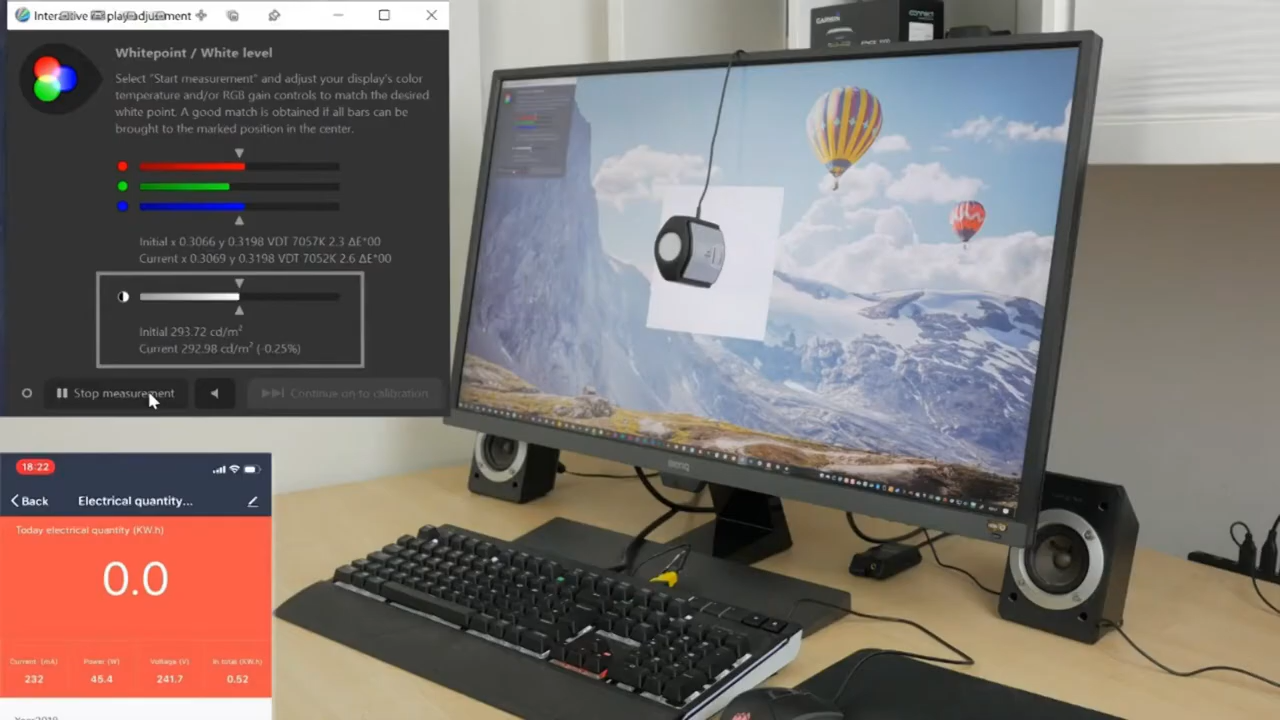 Interactive display adjustment
Whitepoint / White level
Select "Start measurement" and adjust your display's color
temperature and/or RGB gain controls to match the desired
white point. A good match is obtained if all bars can be
brought to the marked position in the center.
Initial x 0.3066 y 0.3198 VDT 7057K 2.3 ΔE*00
Current x 0.3069 y 0.3198 VDT 7052K 2.6 ΔE*00
Initial 293.72 cd/m²
Current 292.98 cd/m² (-0.25%)
Stop measurement
Continue on to calibration
GARMIN
BenQ
18:22
Back
Electrical quantity...
Today electrical quantity (KW.h)
0.0
Current (mA) Power (W) Voltage (V) In total (KW.h)
232 45.4 241.7 0.52